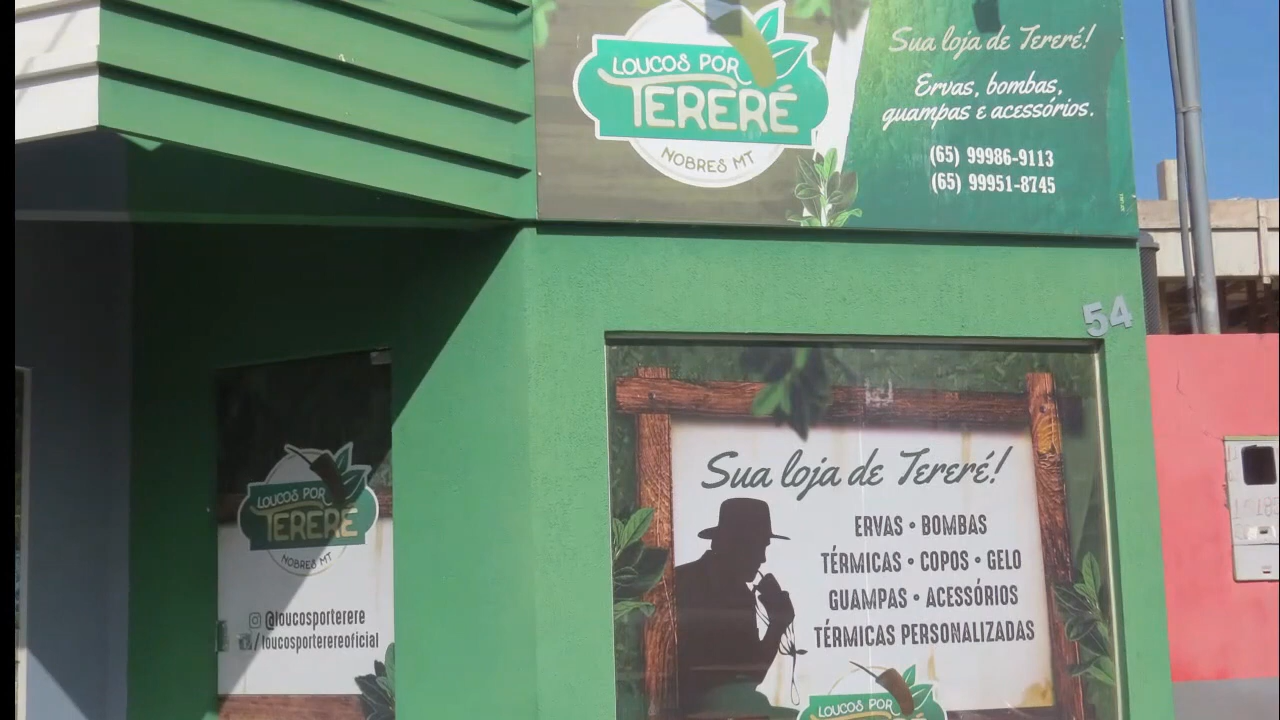 LOUCOS POR
TERERÉ
NOBRES MT
Sua loja de Tereré!
Ervas, bombas,
guampas e acessórios.
(65) 99986-9113
(65) 99951-8745
54
LOUCOS POR
TERERÉ
NOBRES MT
@loucosporterere
/loucosporterereoficial
Sua loja de Tereré!
ERVAS • BOMBAS
TÉRMICAS • COPOS • GELO
GUAMPAS • ACESSÓRIOS
TÉRMICAS PERSONALIZADAS
LOUCOS POR